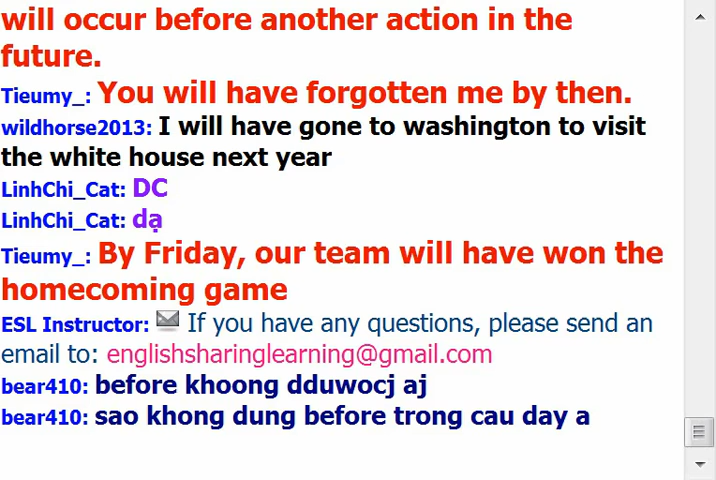 will occur before another action in the
future.
Tieumy_: You will have forgotten me by then.
wildhorse2013: I will have gone to washington to visit
the white house next year
LinhChi_Cat: DC
LinhChi_Cat: dạ
Tieumy_: By Friday, our team will have won the
homecoming game
ESL Instructor: If you have any questions, please send an
email to: englishsharinglearning@gmail.com
bear410: before khoong dduwocj aj
bear410: sao khong dung before trong cau day a